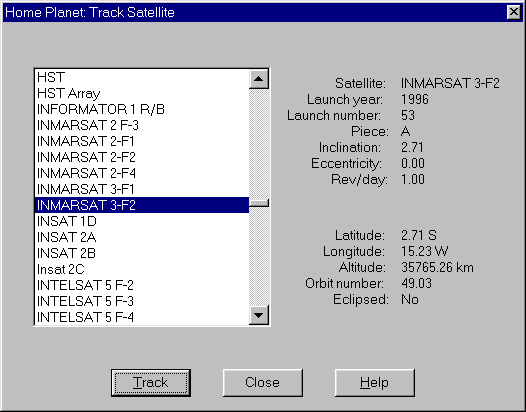 Home Planet: Track Satellite
HST
HST Array
INFORMATOR 1 R/B
INMARSAT 2 F-3
INMARSAT 2-F1
INMARSAT 2-F2
INMARSAT 2-F4
INMARSAT 3-F1
INMARSAT 3-F2
INSAT 1D
INSAT 2A
INSAT 2B
Insat 2C
INTELSAT 5 F-2
INTELSAT 5 F-3
INTELSAT 5 F-4
Satellite: INMARSAT 3-F2
Launch year: 1996
Launch number: 53
Piece: A
Inclination: 2.71
Eccentricity: 0.00
Rev/day: 1.00
Latitude: 2.71 S
Longitude: 15.23 W
Altitude: 35765.26 km
Orbit number: 49.03
Eclipsed: No
Track Close Help